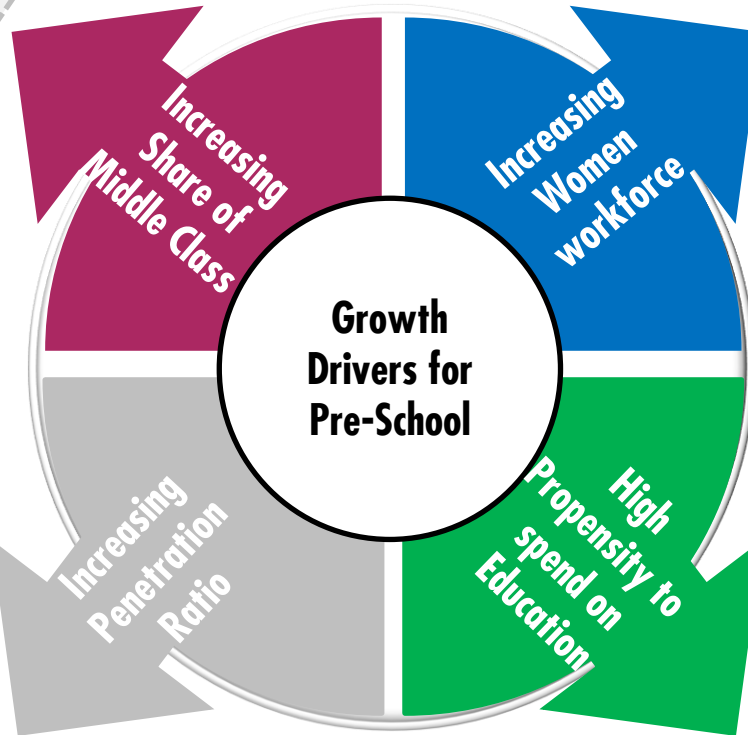 Increasing
Share of
Middle Class
Increasing
Women
workforce
Growth
Drivers for
Pre-School
Increasing
Penetration
Ratio
High
Propensity to
spend on
Education